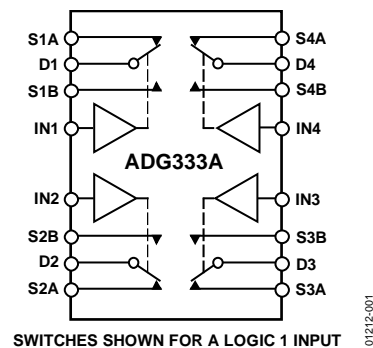 S1A
D1
S1B
IN1
IN2
S2B
D2
S2A
ADG333A
S4A
D4
S4B
IN4
IN3
S3B
D3
S3A
SWITCHES SHOWN FOR A LOGIC 1 INPUT
01212-001